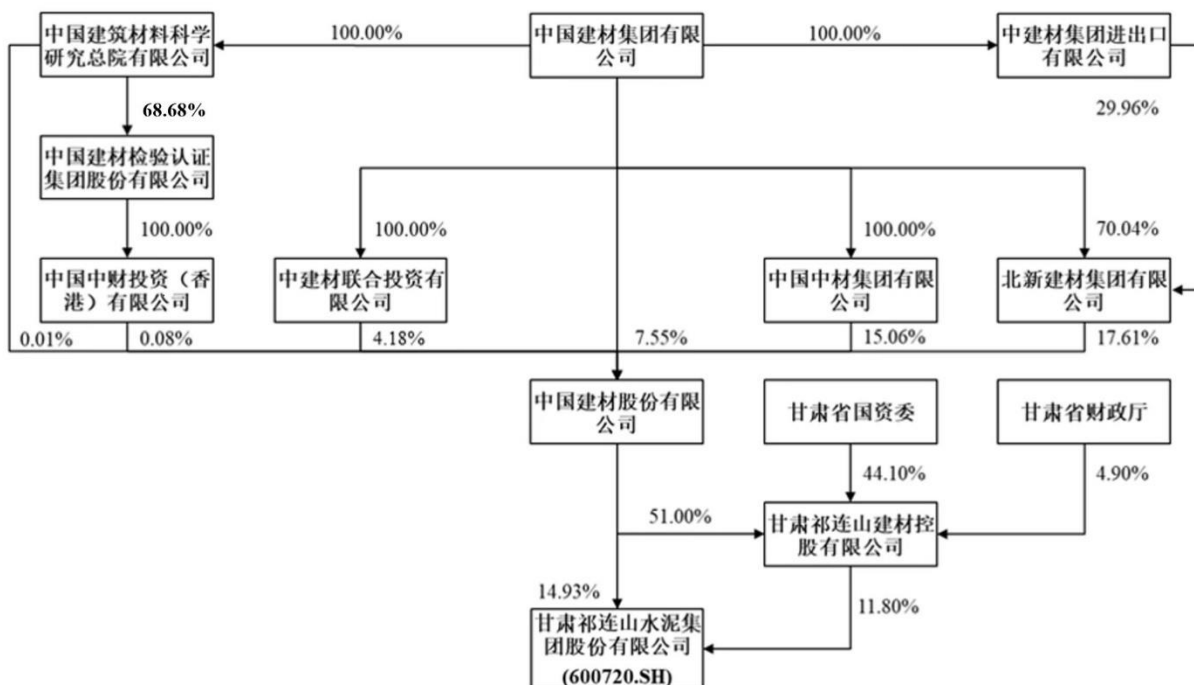 中国建筑材料科学
研究总院有限公司
100.00%
中国建材集团有限
公司
100.00%
中建材集团进出口
有限公司
68.68%
29.96%
中国建材检验认证
集团股份有限公司
100.00%
100.00%
100.00%
70.04%
中国中财投资（香
港）有限公司
中建材联合投资有
限公司
中国中材集团有限
公司
北新建材集团有限
公司
0.01%
0.08%
4.18%
7.55%
15.06%
17.61%
中国建材股份有限
公司
甘肃省国资委
甘肃省财政厅
44.10%
4.90%
51.00%
甘肃祁连山建材控
股有限公司
14.93%
11.80%
甘肃祁连山水泥集
团股份有限公司
(600720.SH)